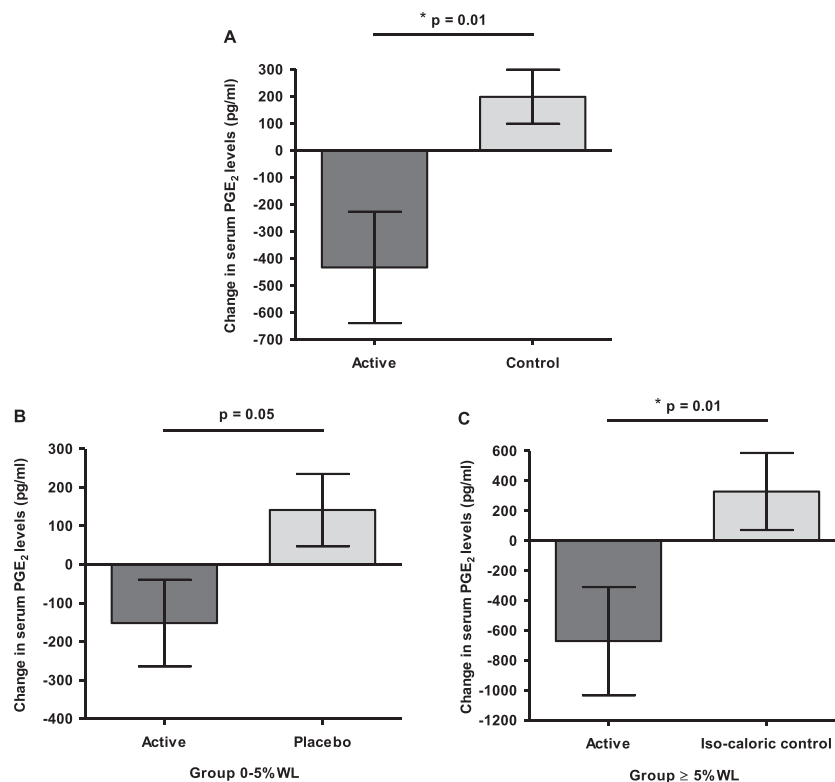 A
* p = 0.01
Change in serum PGE₂ levels (pg/ml)
300
200
100
0
-100
-200
-300
-400
-500
-600
-700
Active Control
B
p = 0.05
Change in serum PGE₂ levels (pg/ml)
300
200
100
0
-100
-200
-300
-400
Active Placebo
Group 0-5%WL
C
* p = 0.01
Change in serum PGE₂ levels (pg/ml)
600
400
200
0
-200
-400
-600
-800
-1000
-1200
Active Iso-caloric control
Group ≥ 5%WL